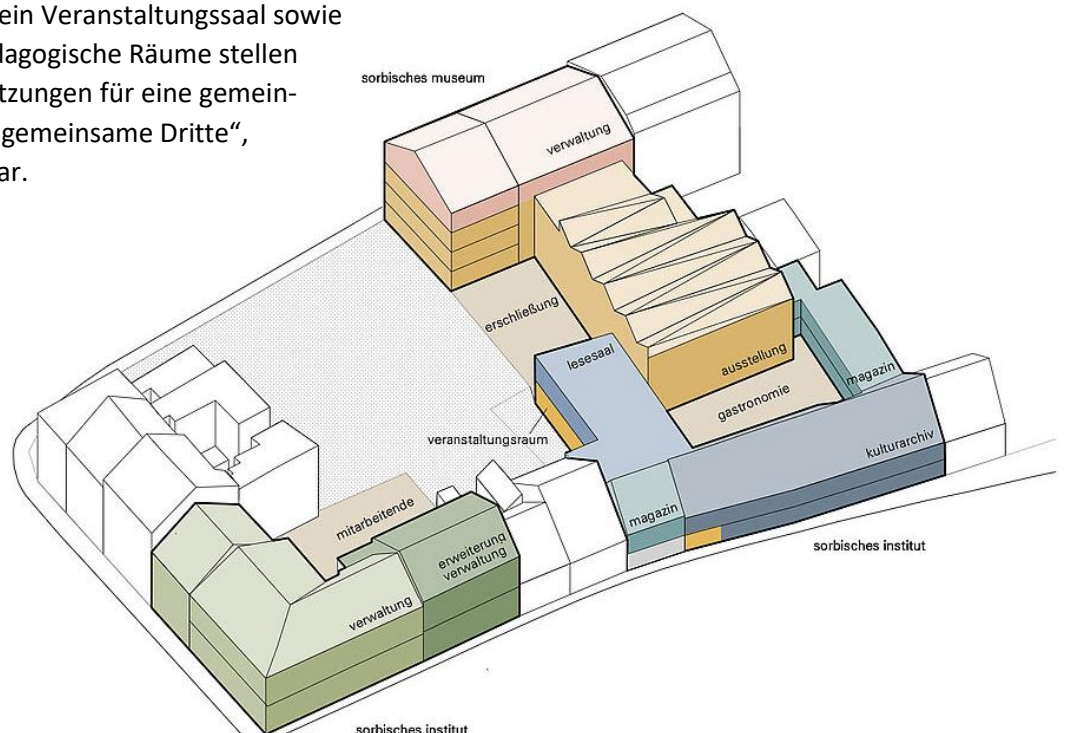 ein Veranstaltungssaal sowie
dagogische Räume stellen
tzungen für eine gemein-
gemeinsame Dritte“,
ar.
sorbisches museum
verwaltung
erschließung
lesesaal
ausstellung
magazin
gastronomie
veranstaltungsraum
kulturarchiv
magazin
mitarbeitende
erweiterung
verwaltung
sorbisches institut
verwaltung
sorbisches institut